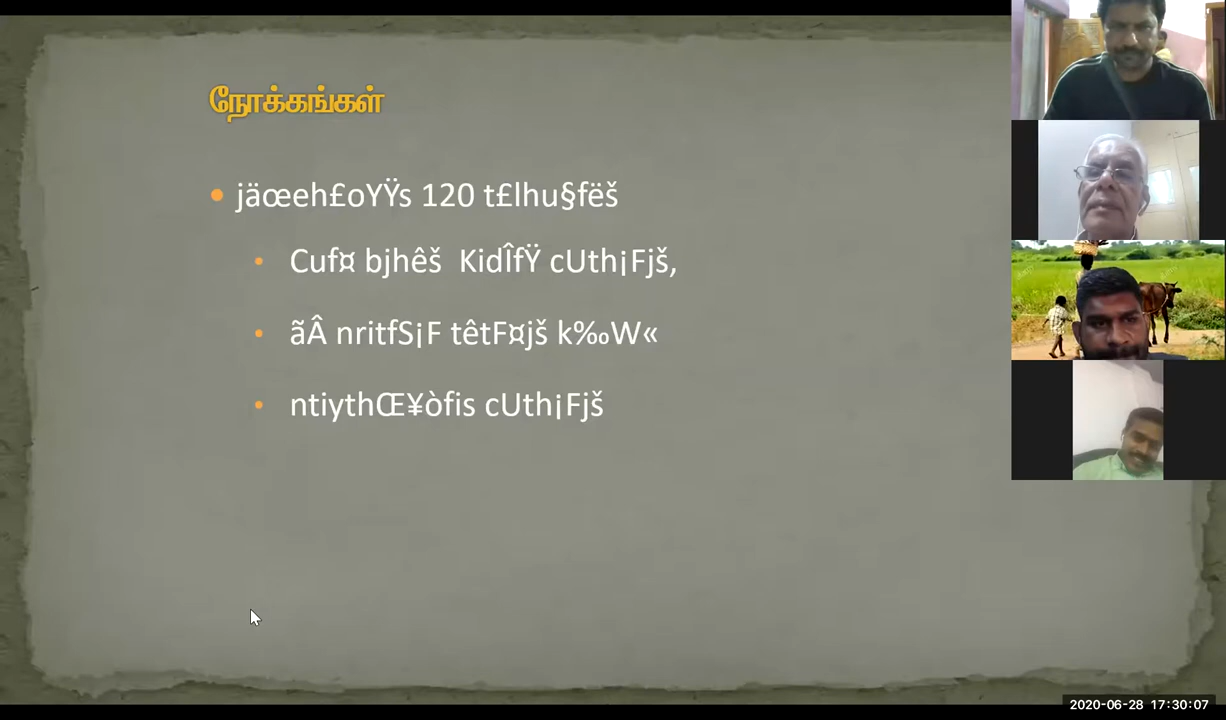 நோக்கங்கள்
jäœeh£oYŸs 120 t£lhu§fëš
Cuf¤ bjhêš KidÎfŸ cUth¡Fjš,
ãÂ nritfS¡F têtF¤jš k‰W«
ntiythŒ¥òfis cUth¡Fjš
2020-06-28 17:30:07